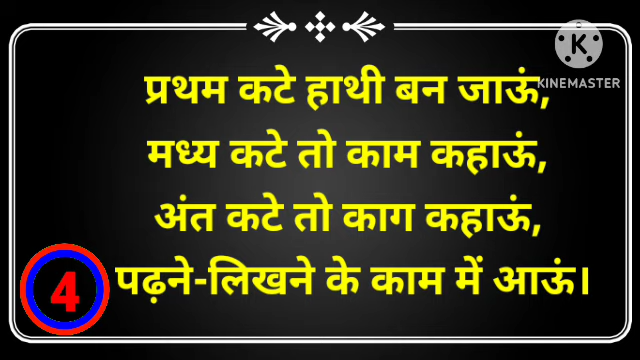 KINEMASTER
प्रथम कटे हाथी बन जाऊं,
मध्य कटे तो काम कहाऊं,
अंत कटे तो काग कहाऊं,
4 पढ़ने-लिखने के काम में आऊं।